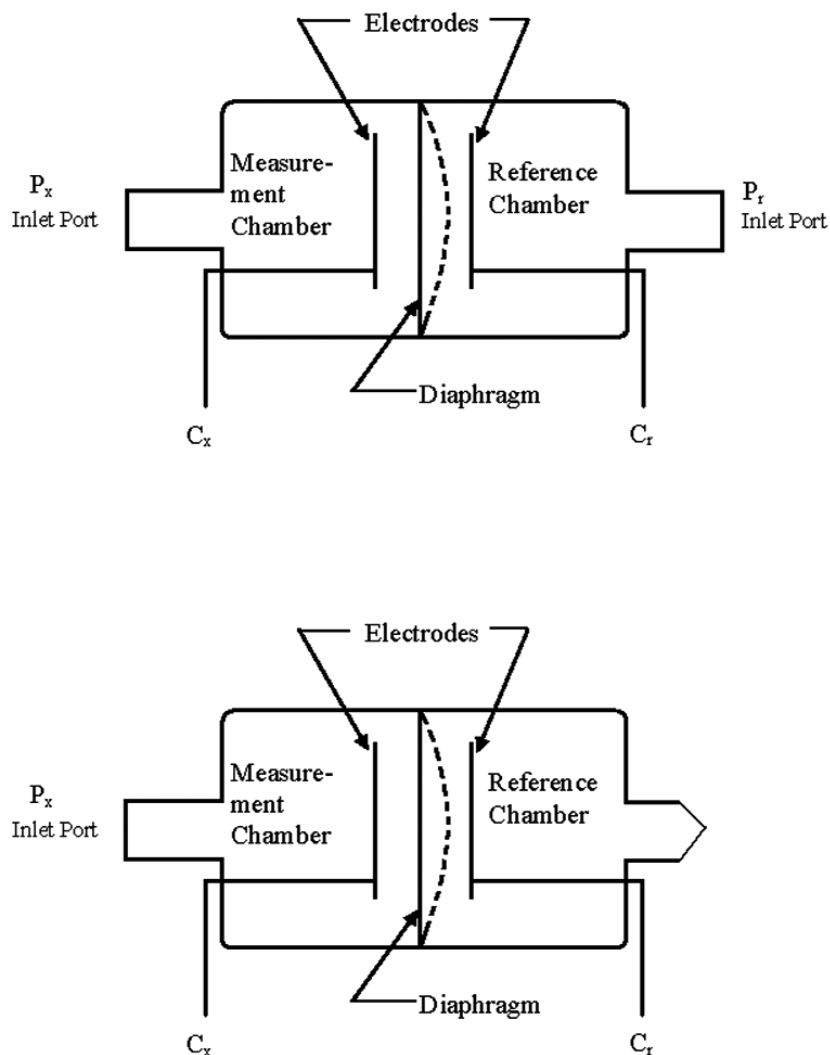 Electrodes
Measure-
ment
Chamber
Reference
Chamber
Pₓ
Inlet Port
Pᵣ
Inlet Port
Diaphragm
Cₓ
Cᵣ
Electrodes
Measure-
ment
Chamber
Reference
Chamber
Pₓ
Inlet Port
Diaphragm
Cₓ
Cᵣ